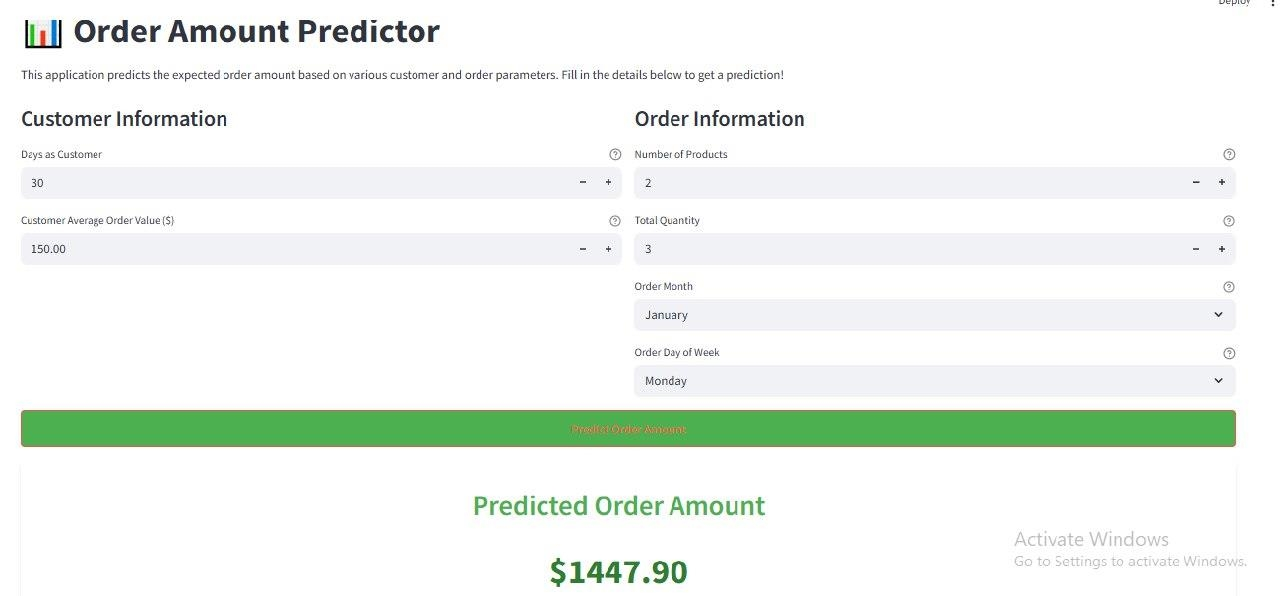 Deploy
Order Amount Predictor
This application predicts the expected order amount based on various customer and order parameters. Fill in the details below to get a prediction!
Customer Information
Days as Customer
30
Customer Average Order Value ($)
150.00
Order Information
Number of Products
2
Total Quantity
3
Order Month
January
Order Day of Week
Monday
Predict Order Amount
Predicted Order Amount
$1447.90
Activate Windows
Go to Settings to activate Windows.